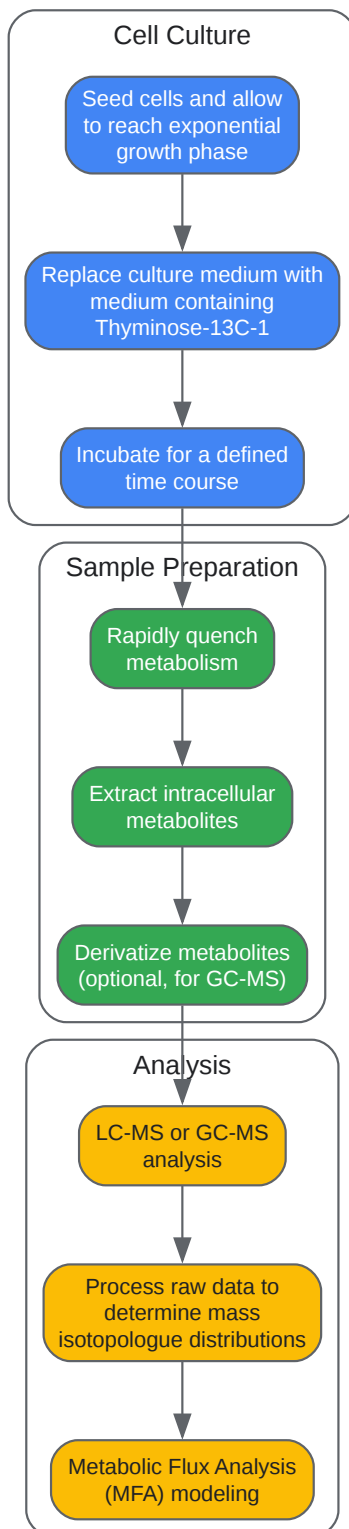 Cell Culture
Seed cells and allow
to reach exponential
growth phase
Replace culture medium with
medium containing
Thyminose-13C-1
Incubate for a defined
time course
Sample Preparation
Rapidly quench
metabolism
Extract intracellular
metabolites
Derivatize metabolites
(optional, for GC-MS)
Analysis
LC-MS or GC-MS
analysis
Process raw data to
determine mass
isotopologue distributions
Metabolic Flux Analysis
(MFA) modeling